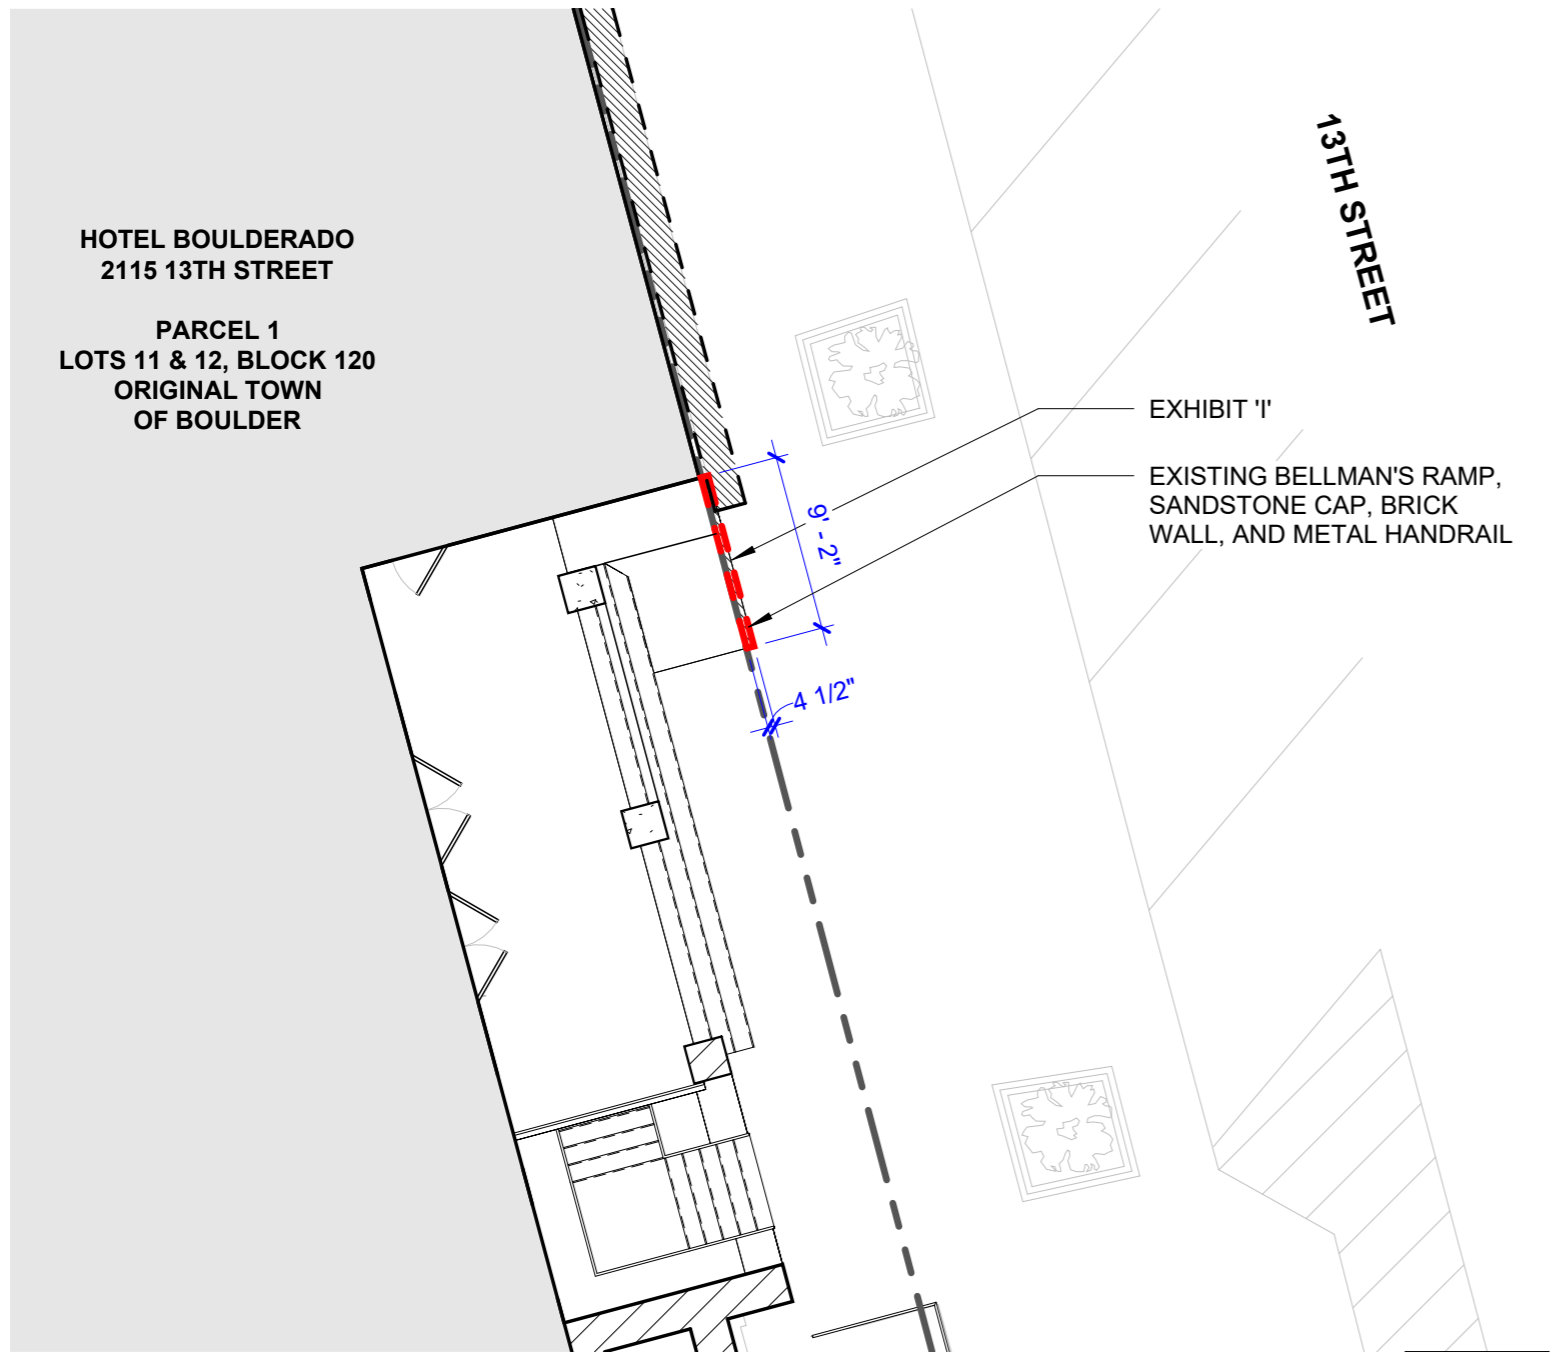 13TH STREET
HOTEL BOULDERADO
2115 13TH STREET
PARCEL 1
LOTS 11 & 12, BLOCK 120
ORIGINAL TOWN
OF BOULDER
EXHIBIT 'I'
EXISTING BELLMAN'S RAMP,
SANDSTONE CAP, BRICK
WALL, AND METAL HANDRAIL
9' - 2"
4 1/2"